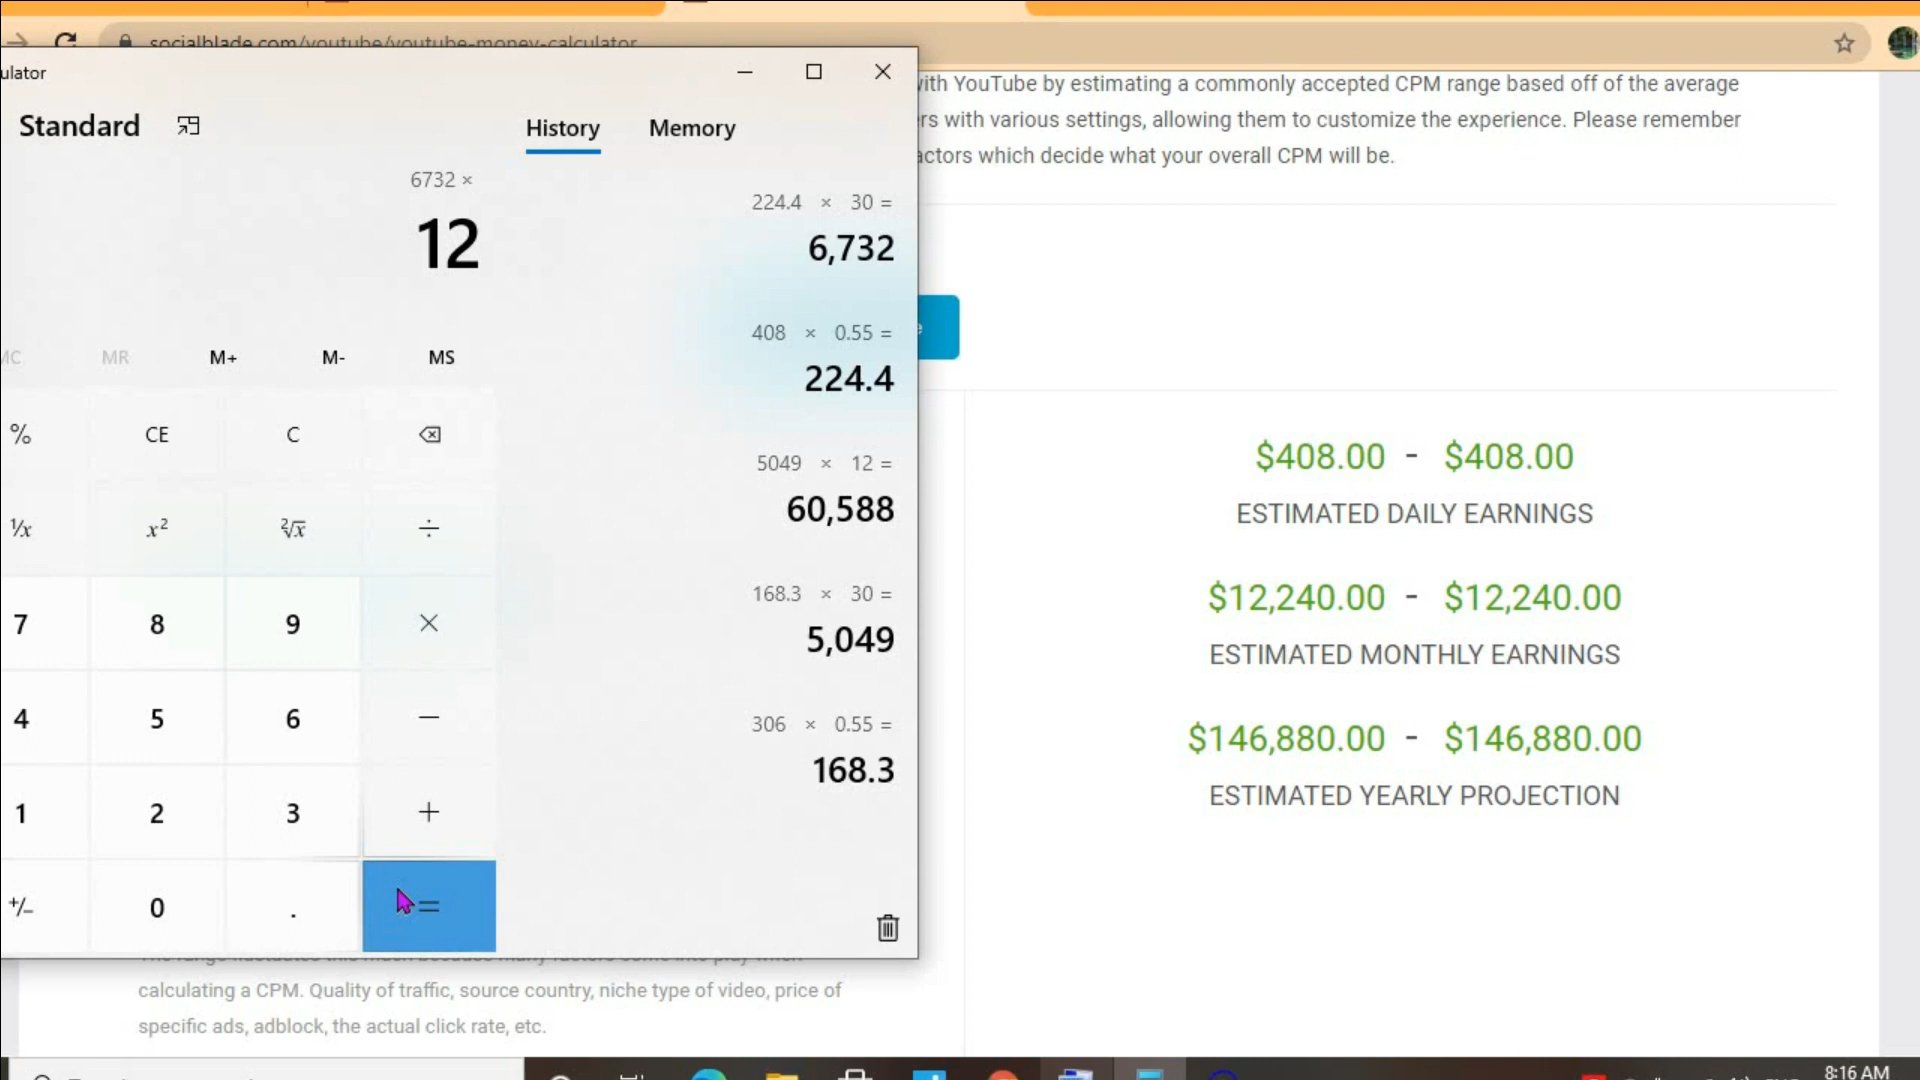 socialblade.com/youtube/youtube-money-calculator
ulator
Standard
History
Memory
6732 ×
12
MC
MR
M+
M-
MS
%
CE
C
⅟x
x²
²√x
÷
7
8
9
×
4
5
6
−
1
2
3
+
+/−
0
.
=
224.4 × 30 =
6,732
408 × 0.55 =
224.4
5049 × 12 =
60,588
168.3 × 30 =
5,049
306 × 0.55 =
168.3
with YouTube by estimating a commonly accepted CPM range based off of the average
rs with various settings, allowing them to customize the experience. Please remember
actors which decide what your overall CPM will be.
$408.00 - $408.00
ESTIMATED DAILY EARNINGS
$12,240.00 - $12,240.00
ESTIMATED MONTHLY EARNINGS
$146,880.00 - $146,880.00
ESTIMATED YEARLY PROJECTION
calculating a CPM. Quality of traffic, source country, niche type of video, price of
specific ads, adblock, the actual click rate, etc.
8:16 AM